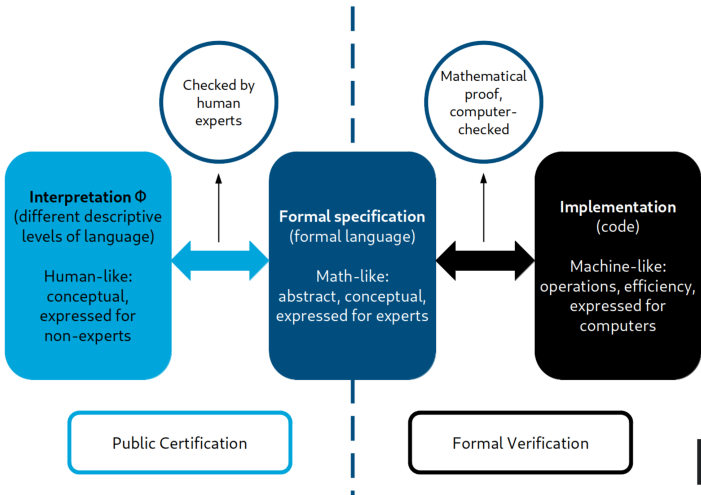 Checked by
human
experts
Mathematical
proof,
computer-
checked
Interpretation Φ
(different descriptive
levels of language)
Human-like:
conceptual,
expressed for
non-experts
Formal specification
(formal language)
Math-like:
abstract, conceptual,
expressed for experts
Implementation
(code)
Machine-like:
operations, efficiency,
expressed for
computers
Public Certification
Formal Verification